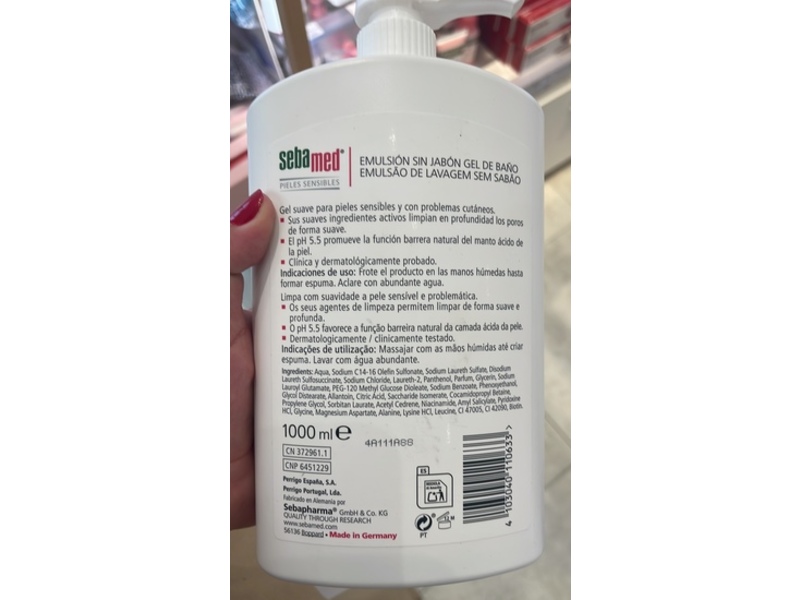 sebamed®
PIELES SENSIBLES
EMULSIÓN SIN JABÓN GEL DE BAÑO
EMULSÃO DE LAVAGEM SEM SABÃO
Gel suave para pieles sensibles y con problemas cutáneos.
Sus suaves ingredientes activos limpian en profundidad los poros
de forma suave.
El pH 5.5 promueve la función barrera natural del manto ácido de
la piel.
Clínica y dermatológicamente probado.
Indicaciones de uso: Frote el producto en las manos húmedas hasta
formar espuma. Aclare con abundante agua.
Limpa com suavidade a pele sensível e problemática.
Os seus agentes de limpeza permitem limpar de forma suave e
profunda.
O pH 5.5 favorece a função barreira natural da camada ácida da pele.
Dermatologicamente / clinicamente testado.
Indicações de utilização: Massajar com as mãos húmidas até criar
espuma. Lavar com água abundante.
Ingredients: Aqua, Sodium C14-16 Olefin Sulfonate, Sodium Laureth Sulfate, Disodium
Laureth Sulfosuccinate, Sodium Chloride, Laureth-2, Panthenol, Parfum, Glycerin, Sodium
Lauroyl Glutamate, PEG-120 Methyl Glucose Dioleate, Sodium Benzoate, Phenoxyethanol,
Glycol Distearate, Allantoin, Citric Acid, Saccharide Isomerate, Cocamidopropyl Betaine,
Propylene Glycol, Sorbitan Laurate, Acetyl Cedrene, Niacinamide, Amyl Salicylate, Pyridoxine
HCl, Glycine, Magnesium Aspartate, Alanine, Lysine HCl, Leucine, CI 47005, CI 42090, Biotin.
1000 ml e
4A111A88
CN 372961.1
CNP 6451229
Perrigo España, S.A.
Perrigo Portugal, Lda.
Fabricado en Alemania por
Sebapharma® GmbH & Co. KG
QUALITY THROUGH RESEARCH
www.sebamed.com
56136 Boppard • Made in Germany
ES
PT
12 M
4 103040 110633 >